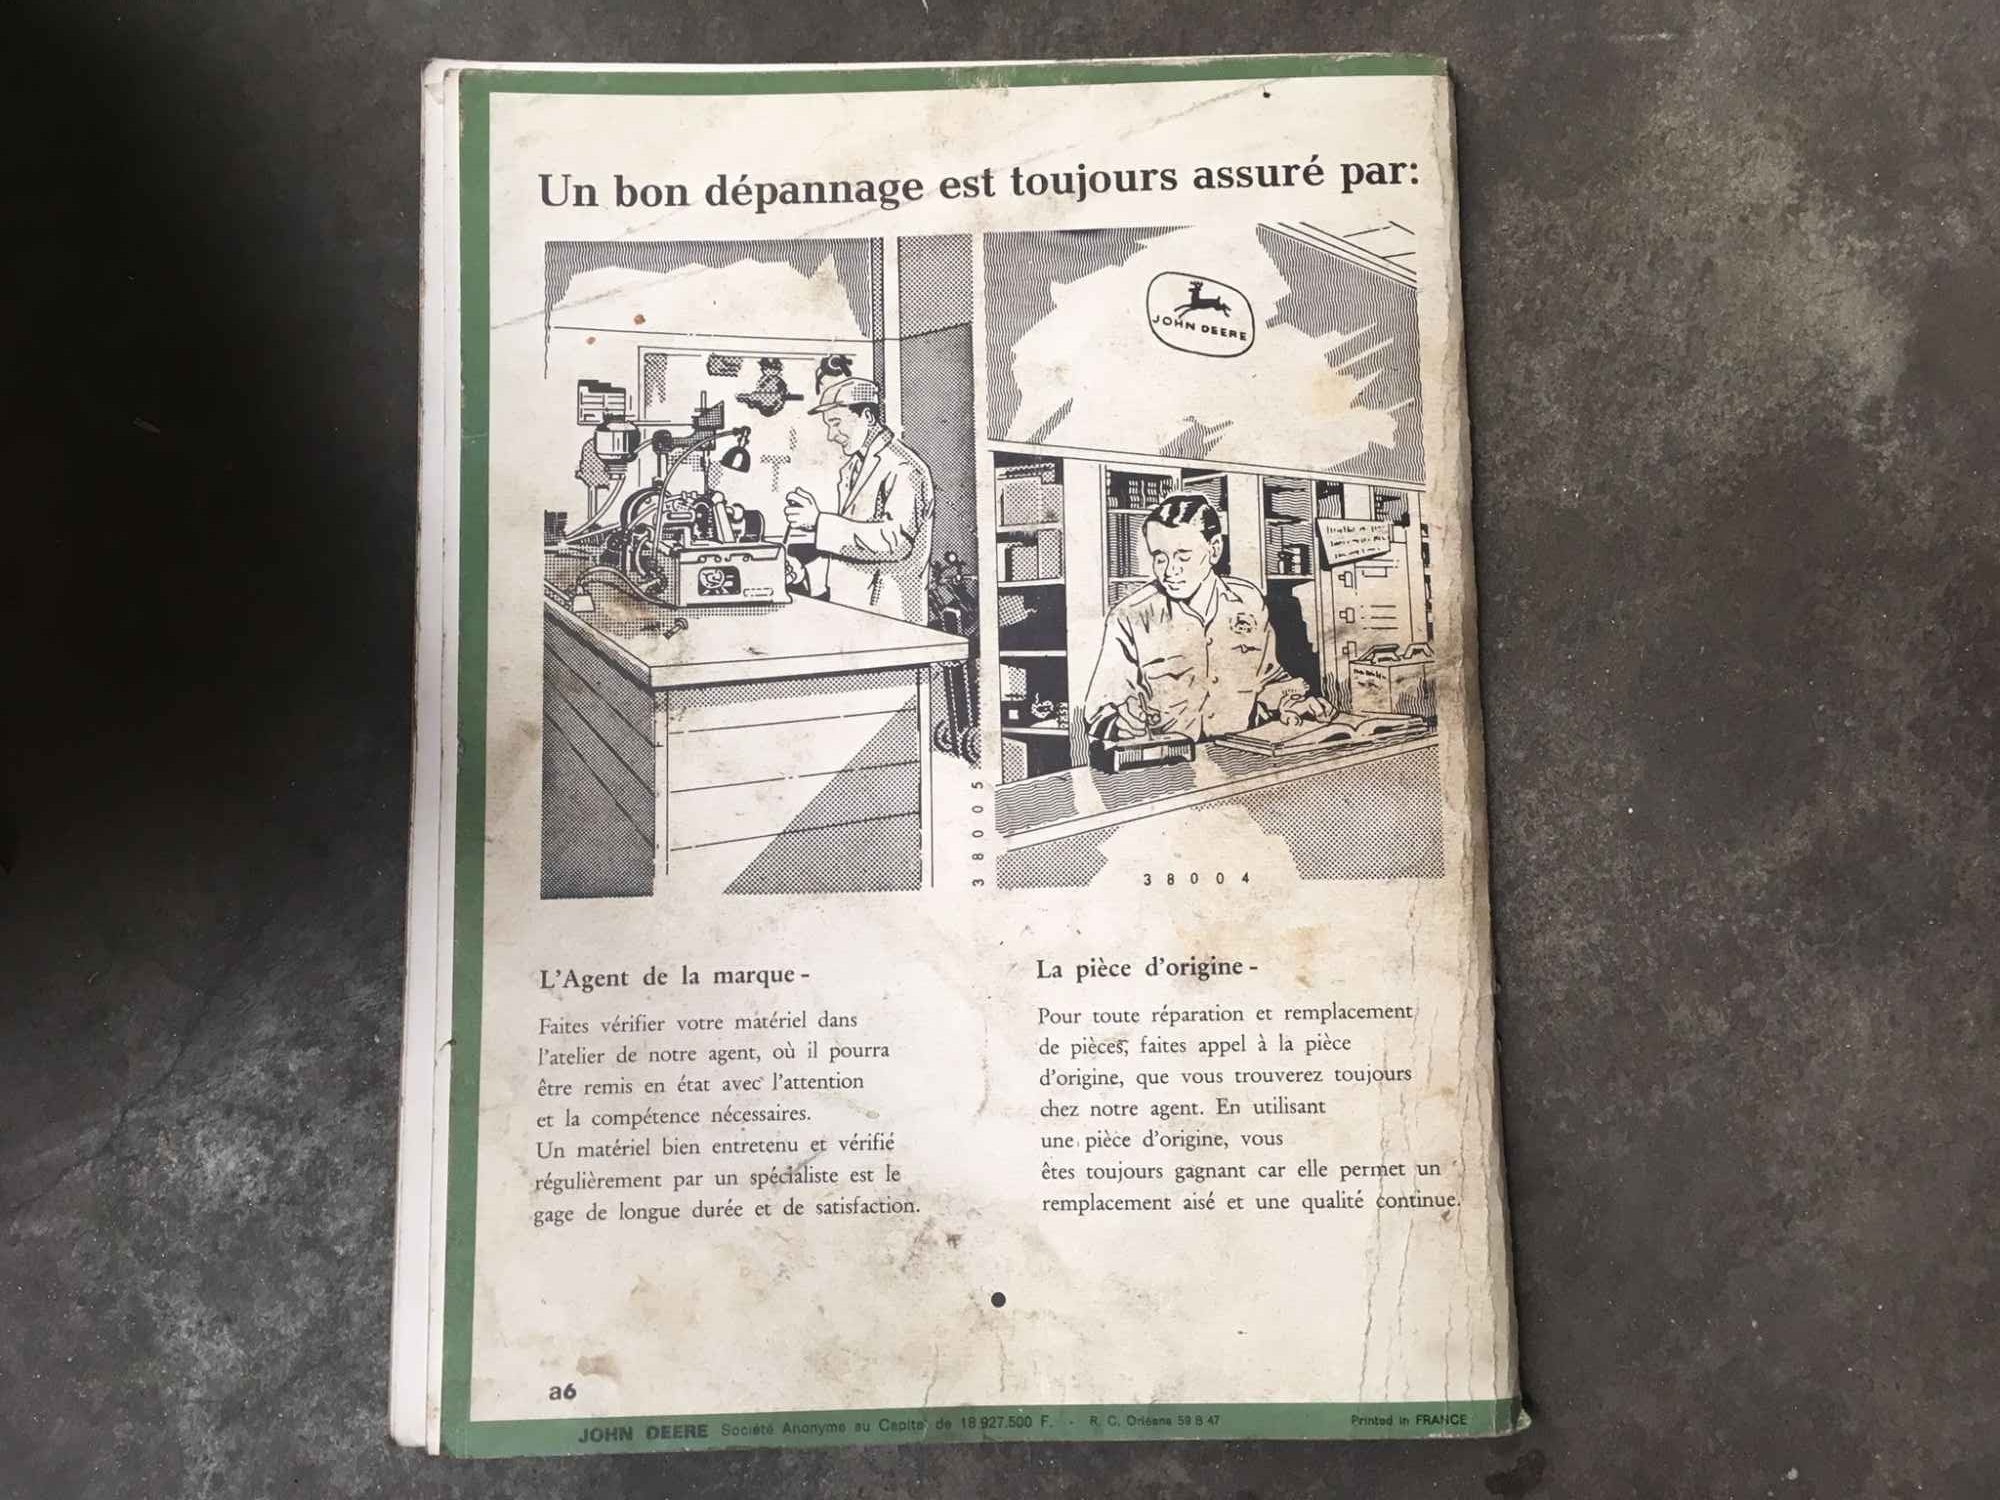 Un bon dépannage est toujours assuré par:
JOHN DEERE
38005
38004
L'Agent de la marque -
Faites vérifier votre matériel dans
l'atelier de notre agent, où il pourra
être remis en état avec l'attention
et la compétence nécessaires.
Un matériel bien entretenu et vérifié
régulièrement par un spécialiste est le
gage de longue durée et de satisfaction.
La pièce d'origine -
Pour toute réparation et remplacement
de pièces, faites appel à la pièce
d'origine, que vous trouverez toujours
chez notre agent. En utilisant
une pièce d'origine, vous
êtes toujours gagnant car elle permet un
remplacement aisé et une qualité continue.
a6
JOHN DEERE Société Anonyme au Capital de 18.927.500 F. - R. C. Orléans 59 B 47
Printed in FRANCE